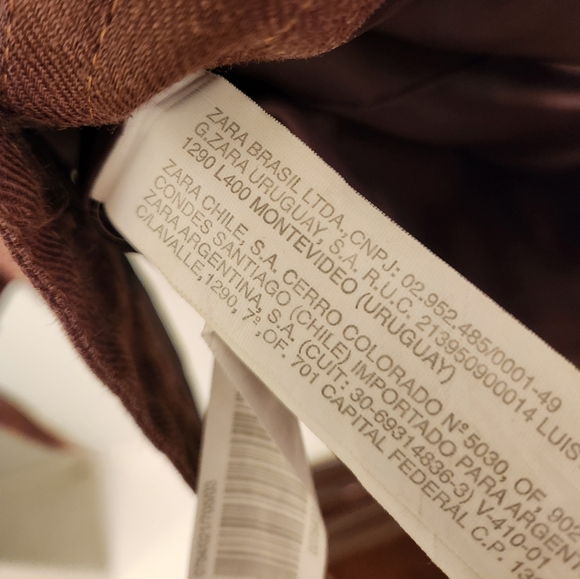 ZARA BRASIL LTDA., CNPJ: 02.952.485/0001-49
G.ZARA URUGUAY, S.A. R.U.C. 213950900014 LUIS
1290 L400 MONTEVIDEO (URUGUAY)
ZARA CHILE, S.A. CERRO COLORADO Nº 5030, OF, 902
CONDES SANTIAGO (CHILE) IMPORTADO PARA ARGEN
ZARA ARGENTINA, S.A. (CUIT: 30-69314836-3) V-410-01
C/LAVALLE, 1290, 7º, OF. 701 CAPITAL FEDERAL C.P. 13